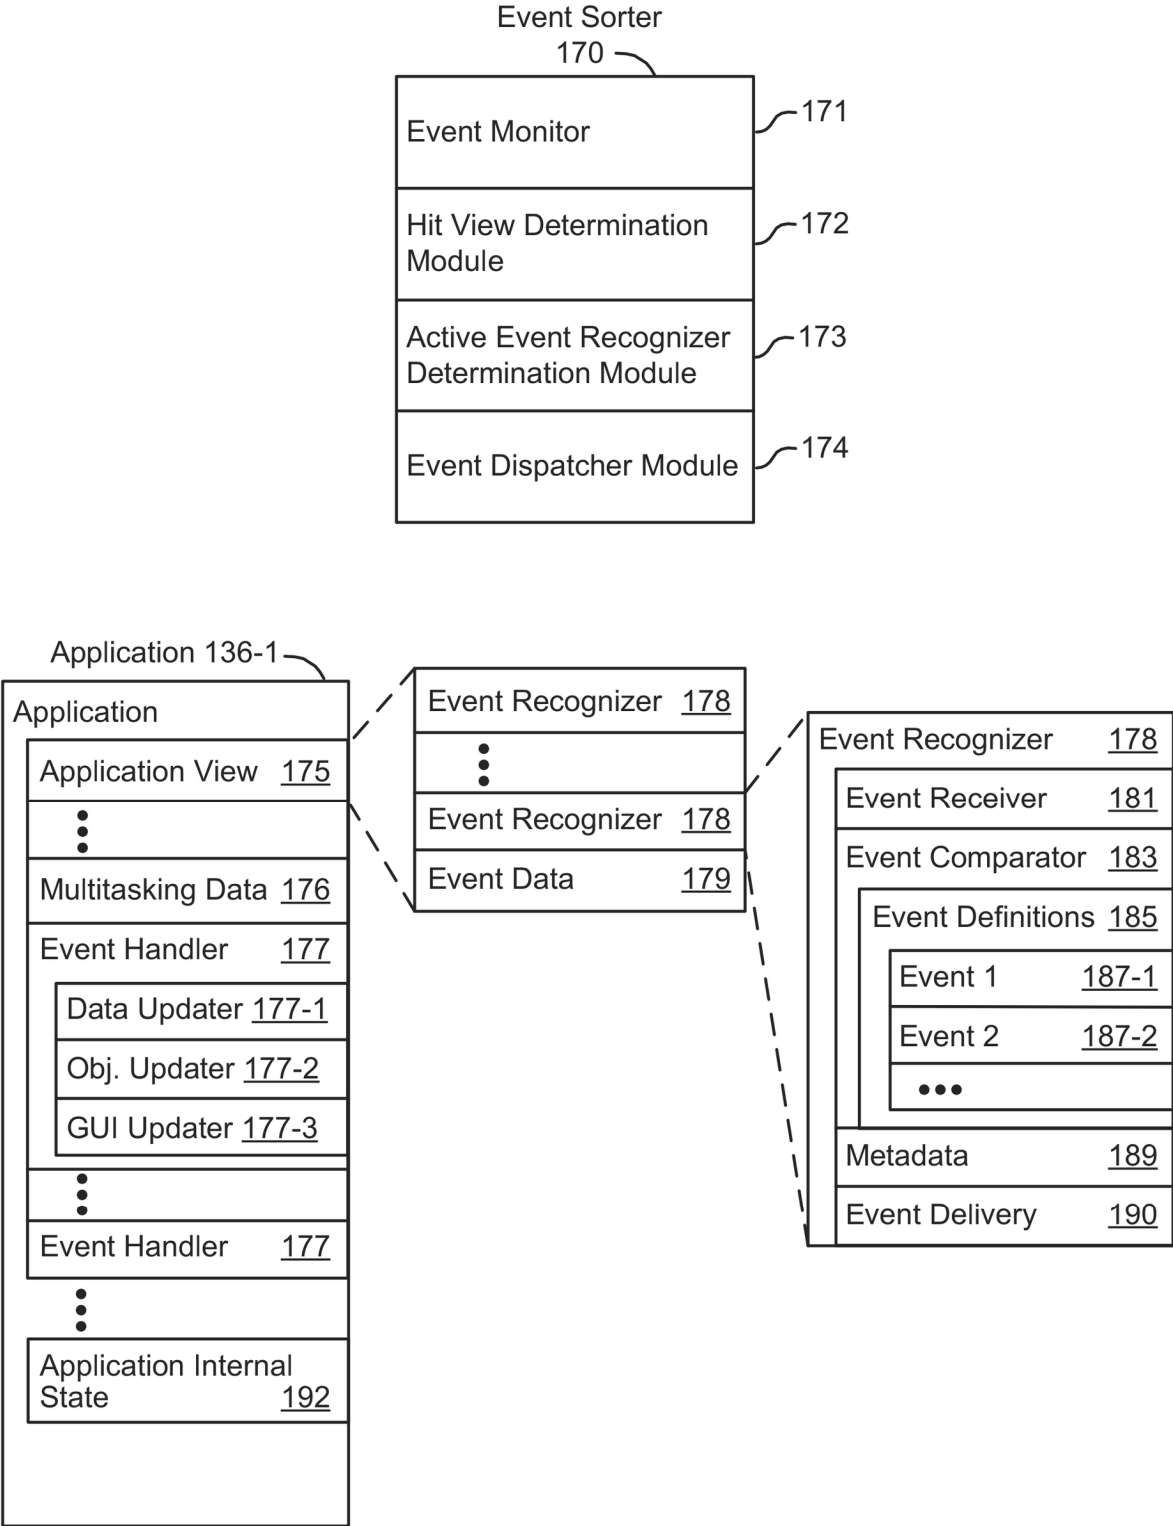 Event Sorter
170
Event Monitor
171
Hit View Determination
Module
172
Active Event Recognizer
Determination Module
173
Event Dispatcher Module
174
Application 136-1
Application
Application View 175
Multitasking Data 176
Event Handler 177
Data Updater 177-1
Obj. Updater 177-2
GUI Updater 177-3
Event Handler 177
Application Internal
State 192
Event Recognizer 178
Event Recognizer 178
Event Data 179
Event Recognizer 178
Event Receiver 181
Event Comparator 183
Event Definitions 185
Event 1 187-1
Event 2 187-2
Metadata 189
Event Delivery 190